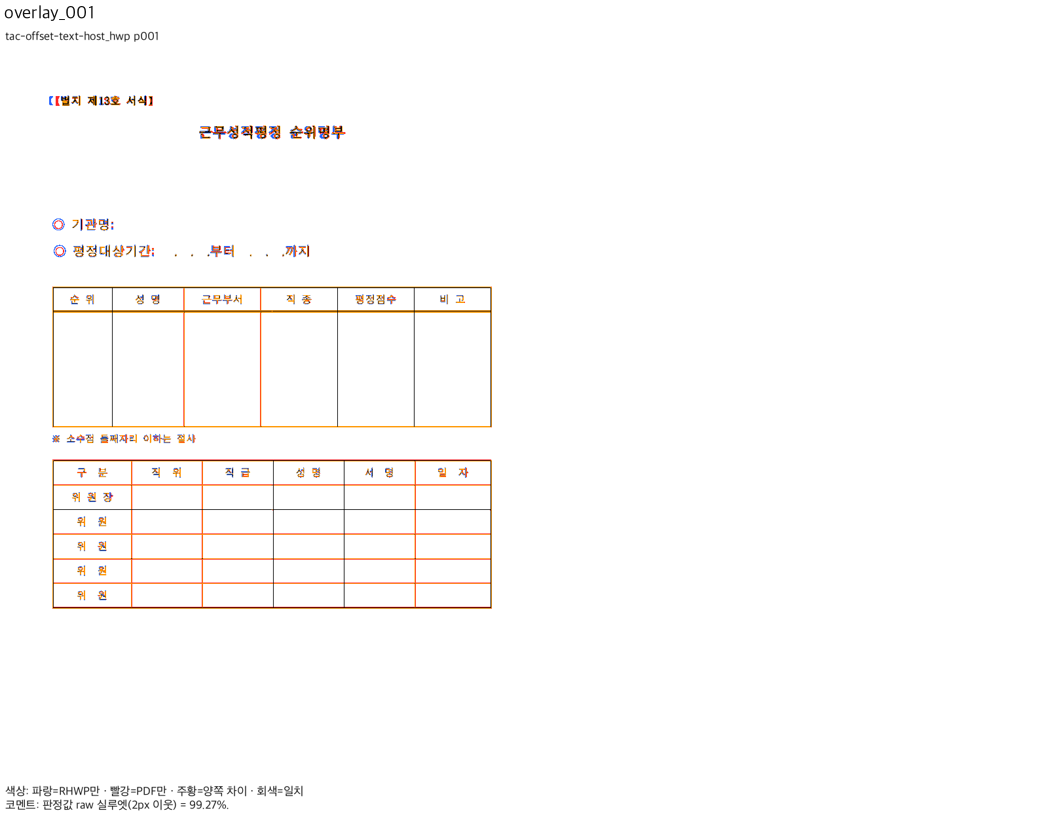 overlay_001
tac-offset-text-host_hwp p001
【별지 제13호 서식】
근무성적평정 순위명부
◎ 기관명:
◎ 평정대상기간: . . .부터 . . .까지
순 위 성 명 근무부서 직 종 평정점수 비 고
※ 소수점 둘째자리 이하는 절사
구 분 직 위 직 급 성 명 서 명 일 자
위 원 장
위 원
위 원
위 원
위 원
색상: 파랑=RHWP만 · 빨강=PDF만 · 주황=양쪽 차이 · 회색=일치
코멘트: 판정값 raw 실루엣(2px 이웃) = 99.27%.